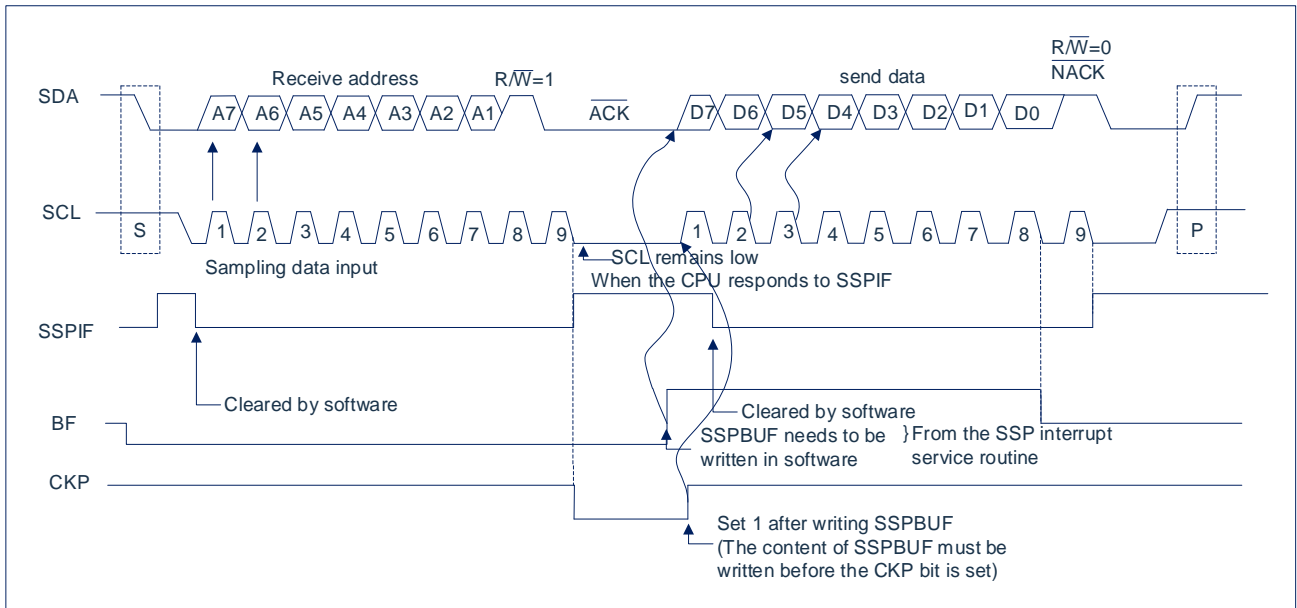 R/W̅=0
N̅A̅C̅K̅
Receive address
R/W̅=1
send data
SDA
A7 A6 A5 A4 A3 A2 A1
A̅C̅K̅
D7 D6 D5 D4 D3 D2 D1 D0
SCL
S
1 2 3 4 5 6 7 8 9
1 2 3 4 5 6 7 8 9
P
Sampling data input
SCL remains low
When the CPU responds to SSPIF
SSPIF
Cleared by software
BF
Cleared by software
SSPBUF needs to be
written in software
}From the SSP interrupt
service routine
CKP
Set 1 after writing SSPBUF
(The content of SSPBUF must be
written before the CKP bit is set)